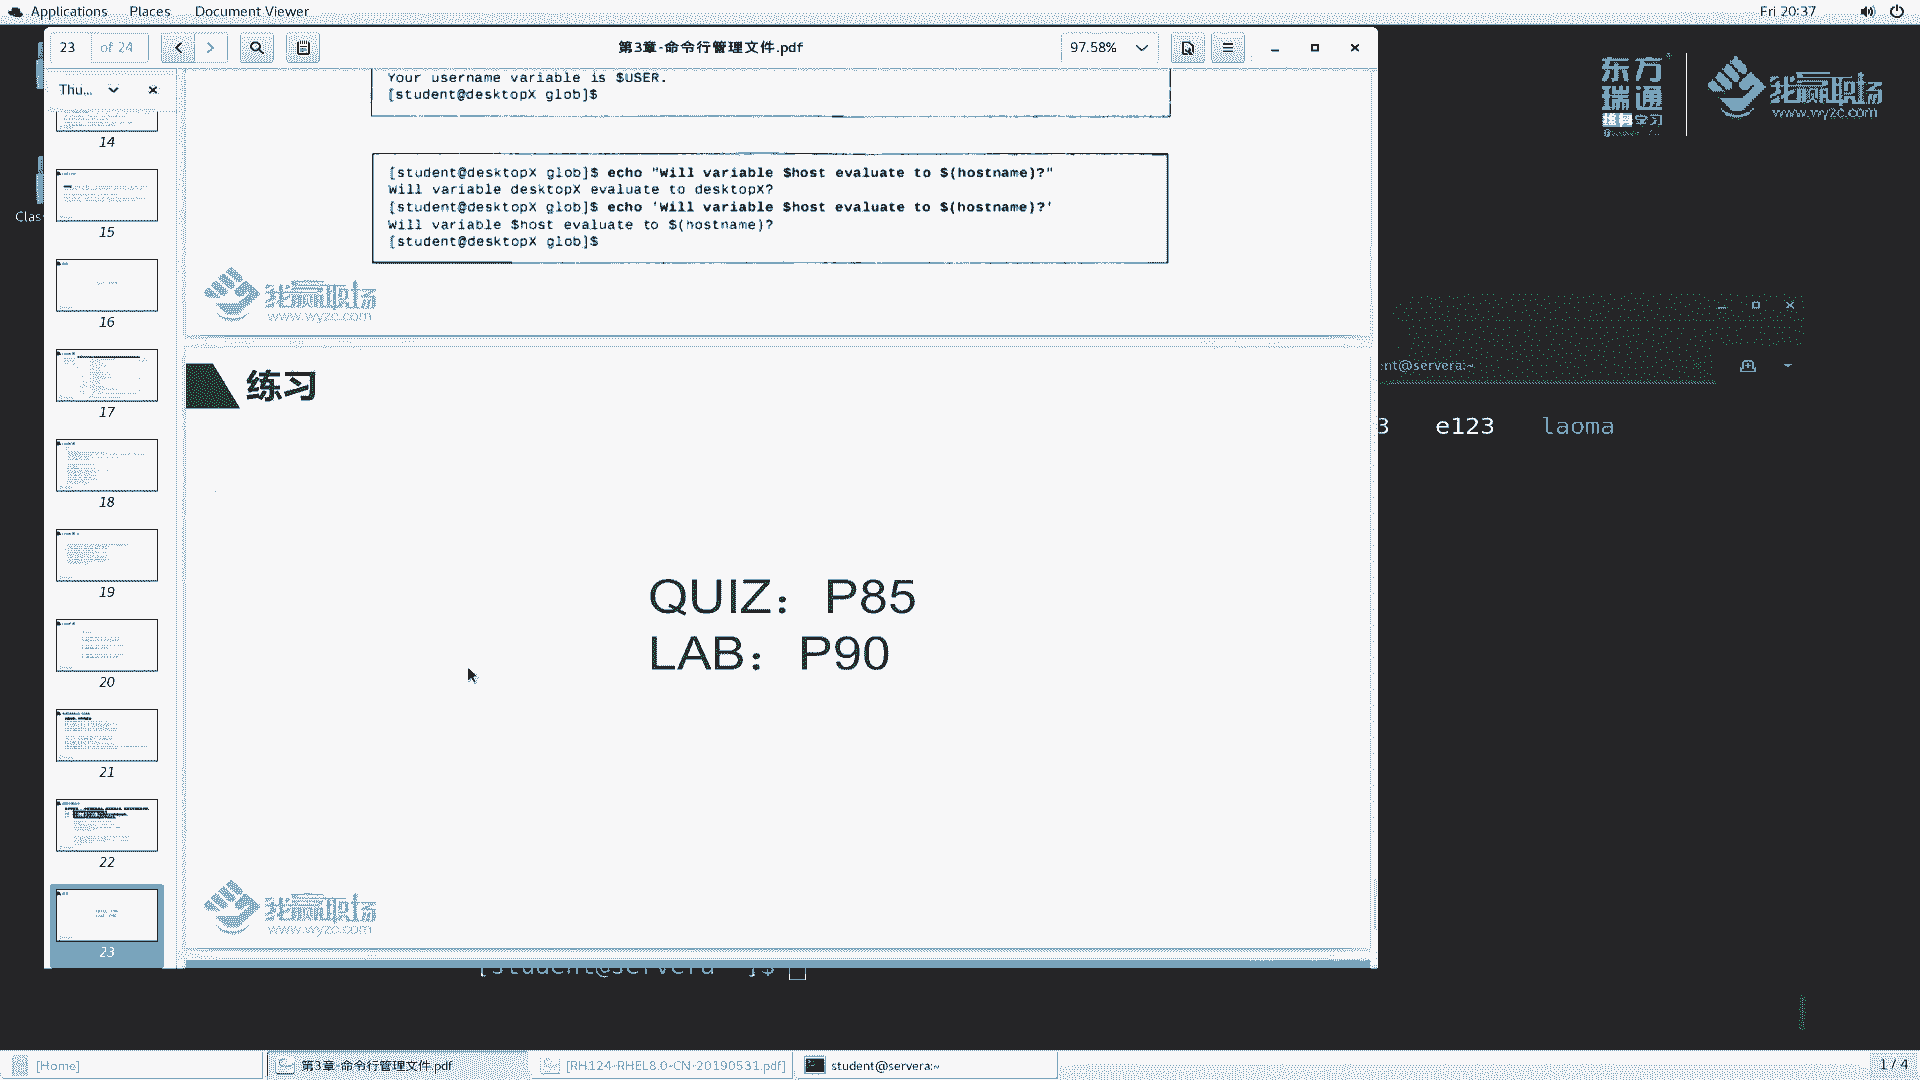 Applications Places Document Viewer
Fri 20:37
23 of 24
第3章-命令行管理文件.pdf
97.58%
Thu...
14
15
16
17
18
19
20
21
22
23
Your username variable is $USER.
[student@desktopX glob]$
[student@desktopX glob]$ echo "Will variable $host evaluate to $(hostname)?"
Will variable desktopX evaluate to desktopX?
[student@desktopX glob]$ echo 'Will variable $host evaluate to $(hostname)?'
Will variable $host evaluate to $(hostname)?
[student@desktopX glob]$
我赢职场
www.wyzc.com
练习
QUIZ：P85
LAB：P90
我赢职场
www.wyzc.com
东方
瑞通
终身学习
我赢职场
www.wyzc.com
Clas
ent@servera:~
3 e123 laoma
[student@servera ~]$
[Home]
第3章-命令行管理文件.pdf
[RH124-RHEL8.0-CN-20190531.pdf]
student@servera:~
1 / 4